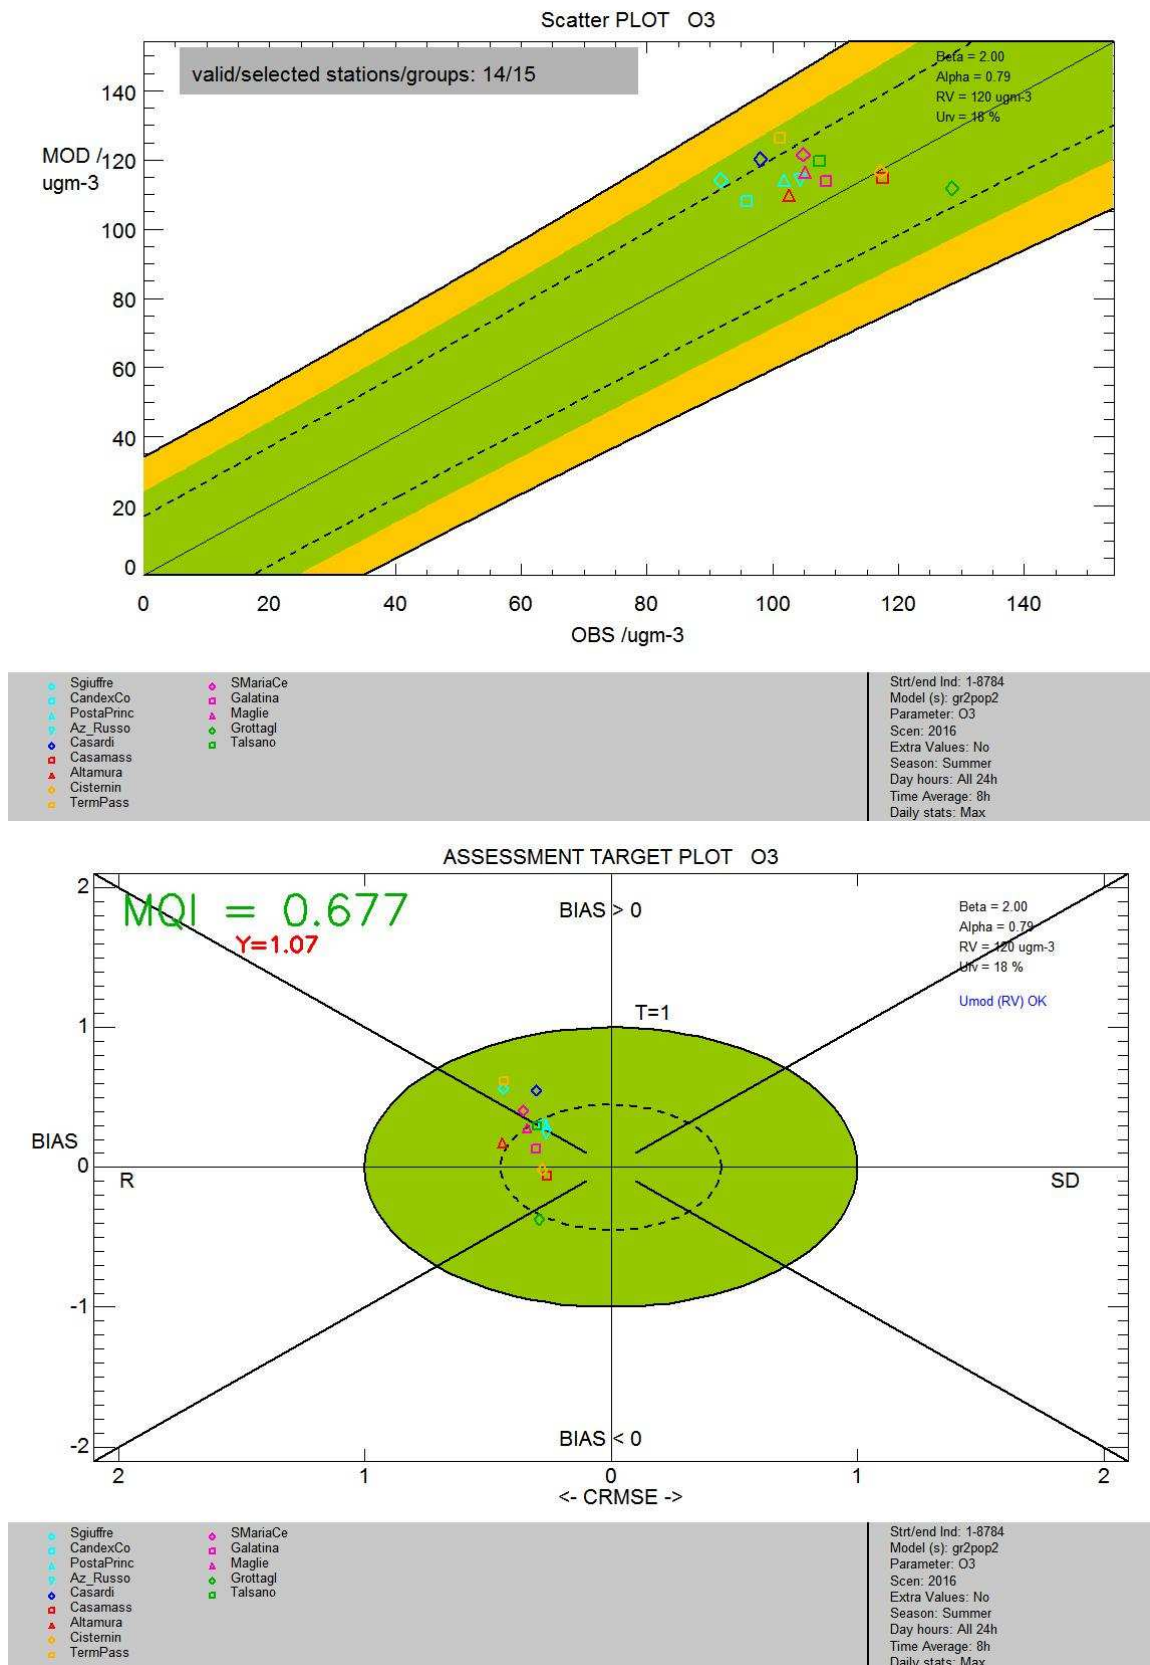 Scatter PLOT O3
valid/selected stations/groups: 14/15
Beta = 2.00
Alpha = 0.79
RV = 120 ugm-3
Urv = 18 %
MOD /
ugm-3
140
120
100
80
60
40
20
0
0 20 40 60 80 100 120 140
OBS /ugm-3
Sgiuffre
CandexCo
PostaPrinc
Az_Russo
Casardi
Casamass
Altamura
Cisternin
TermPass
SMariaCe
Galatina
Maglie
Grottagl
Talsano
Strt/end Ind: 1-8784
Model (s): gr2pop2
Parameter: O3
Scen: 2016
Extra Values: No
Season: Summer
Day hours: All 24h
Time Average: 8h
Daily stats: Max
ASSESSMENT TARGET PLOT O3
MQI = 0.677
Y=1.07
BIAS > 0
Beta = 2.00
Alpha = 0.79
RV = 120 ugm-3
Urv = 18 %
Umod (RV) OK
T=1
2
1
BIAS
0
R
SD
-1
-2
BIAS < 0
2 1 0 1 2
<- CRMSE ->
Sgiuffre
CandexCo
PostaPrinc
Az_Russo
Casardi
Casamass
Altamura
Cisternin
TermPass
SMariaCe
Galatina
Maglie
Grottagl
Talsano
Strt/end Ind: 1-8784
Model (s): gr2pop2
Parameter: O3
Scen: 2016
Extra Values: No
Season: Summer
Day hours: All 24h
Time Average: 8h
Daily stats: Max